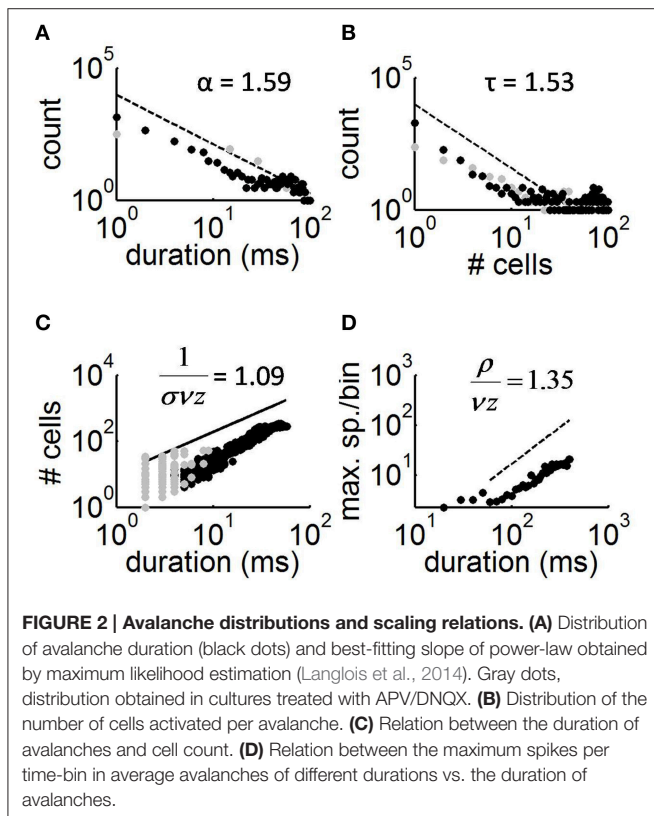 A
10^5
α = 1.59
count
10^0
10^0 10^1 10^2
duration (ms)
B
10^5
τ = 1.53
count
10^0
10^0 10^1 10^2
# cells
C
10^4
1/σνz = 1.09
# cells
10^2
10^0
10^0 10^1 10^2
duration (ms)
D
10^3
ρ/νz = 1.35
max. sp./bin
10^2
10^1
10^1 10^2 10^3
duration (ms)
FIGURE 2 | Avalanche distributions and scaling relations. (A) Distribution
of avalanche duration (black dots) and best-fitting slope of power-law obtained
by maximum likelihood estimation (Langlois et al., 2014). Gray dots,
distribution obtained in cultures treated with APV/DNQX. (B) Distribution of the
number of cells activated per avalanche. (C) Relation between the duration of
avalanches and cell count. (D) Relation between the maximum spikes per
time-bin in average avalanches of different durations vs. the duration of
avalanches.